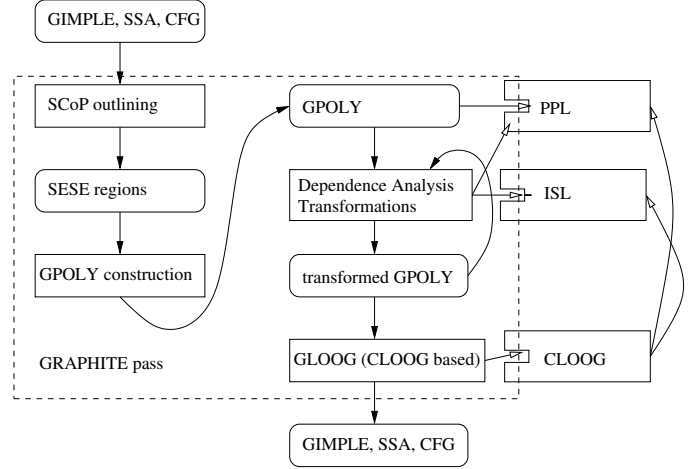 GIMPLE, SSA, CFG
SCoP outlining
SESE regions
GPOLY construction
GRAPHITE pass
GPOLY
Dependence Analysis
Transformations
transformed GPOLY
GLOOG (CLOOG based)
GIMPLE, SSA, CFG
PPL
ISL
CLOOG